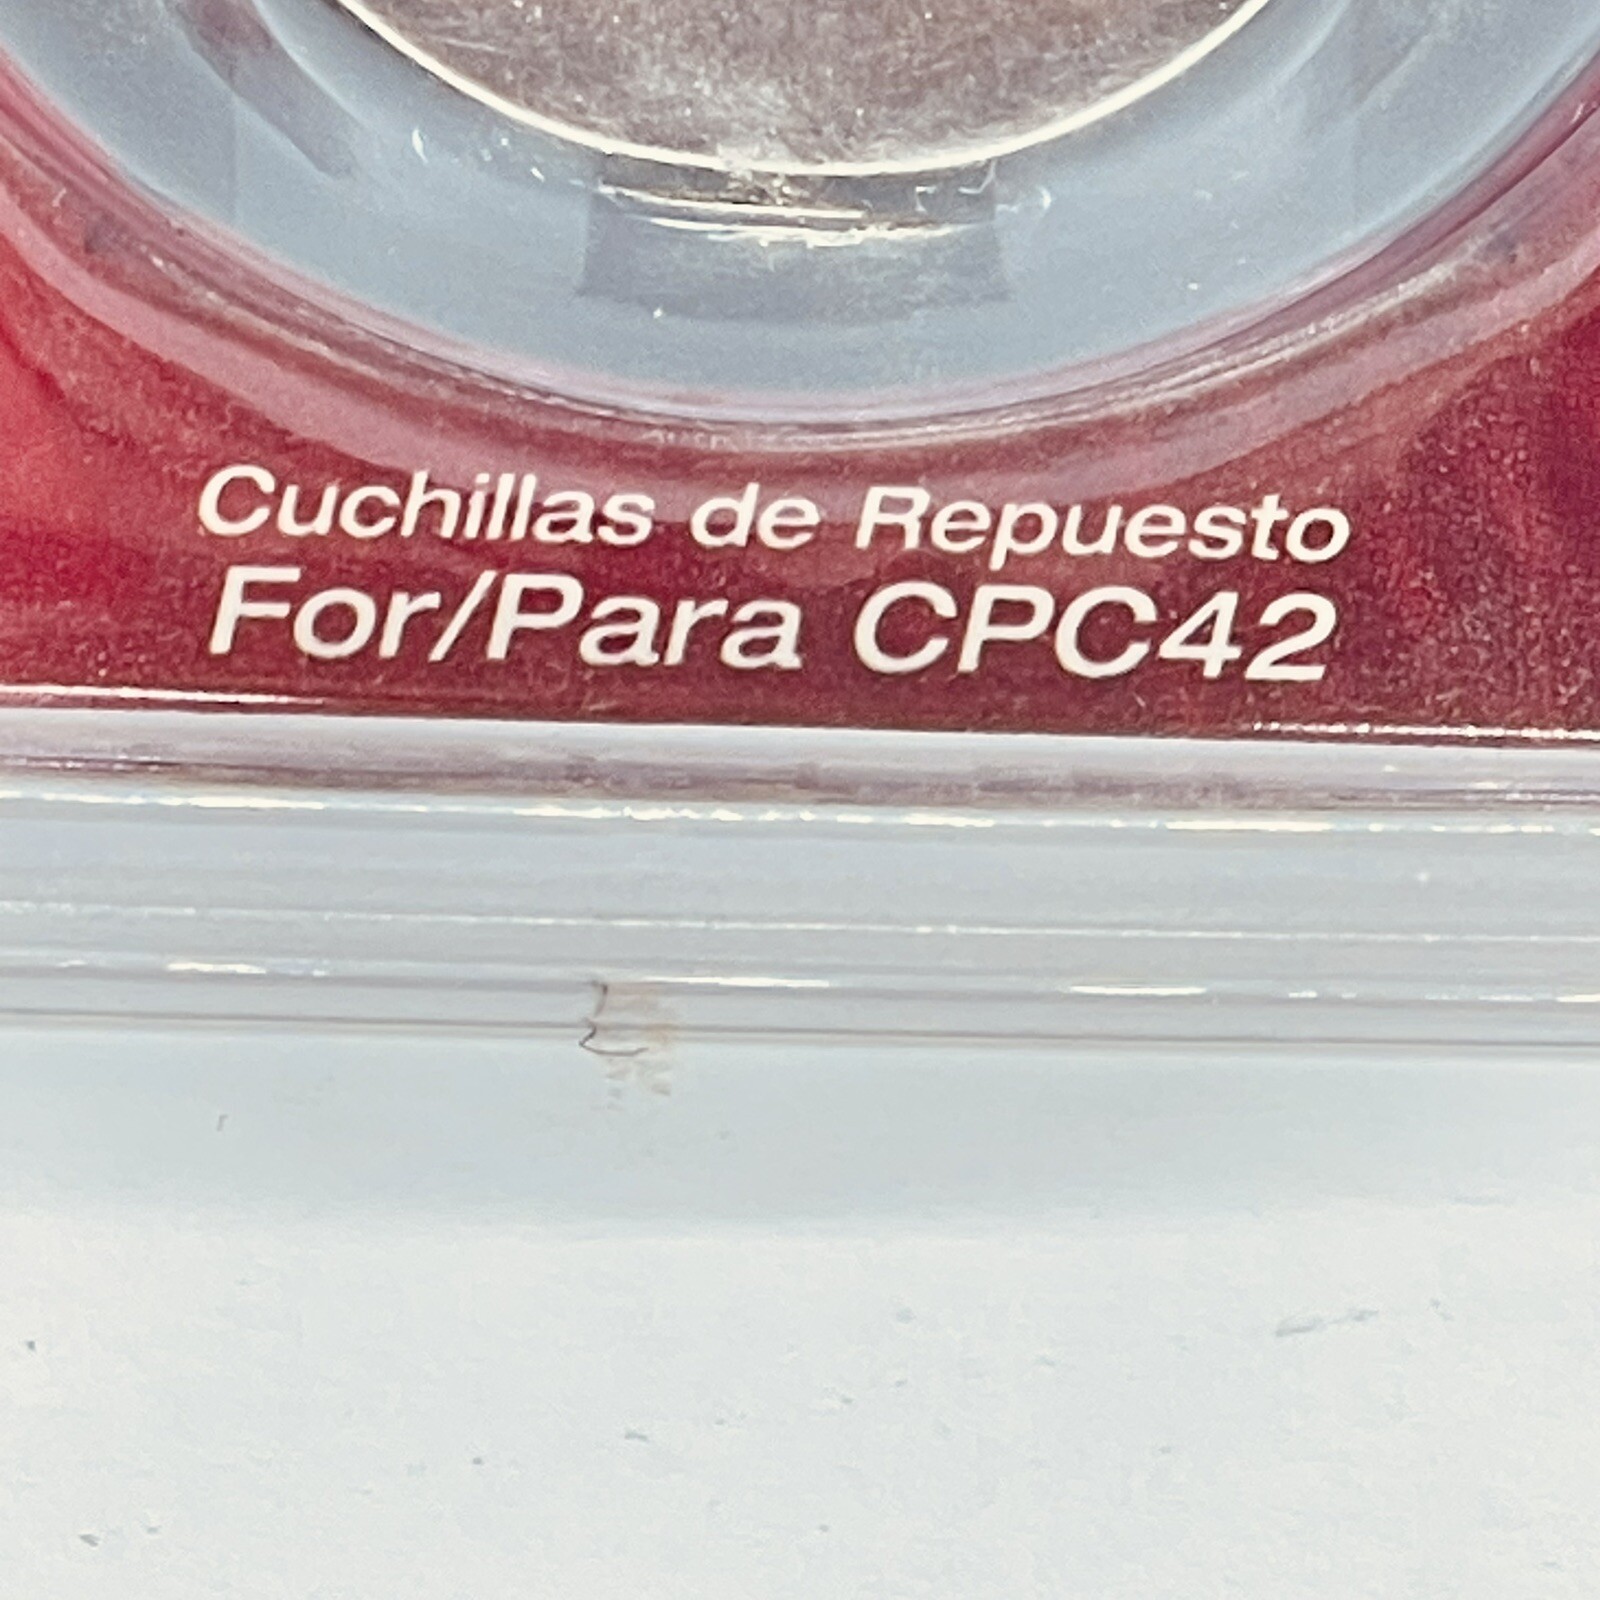 Cuchillas de Repuesto
For/Para CPC42